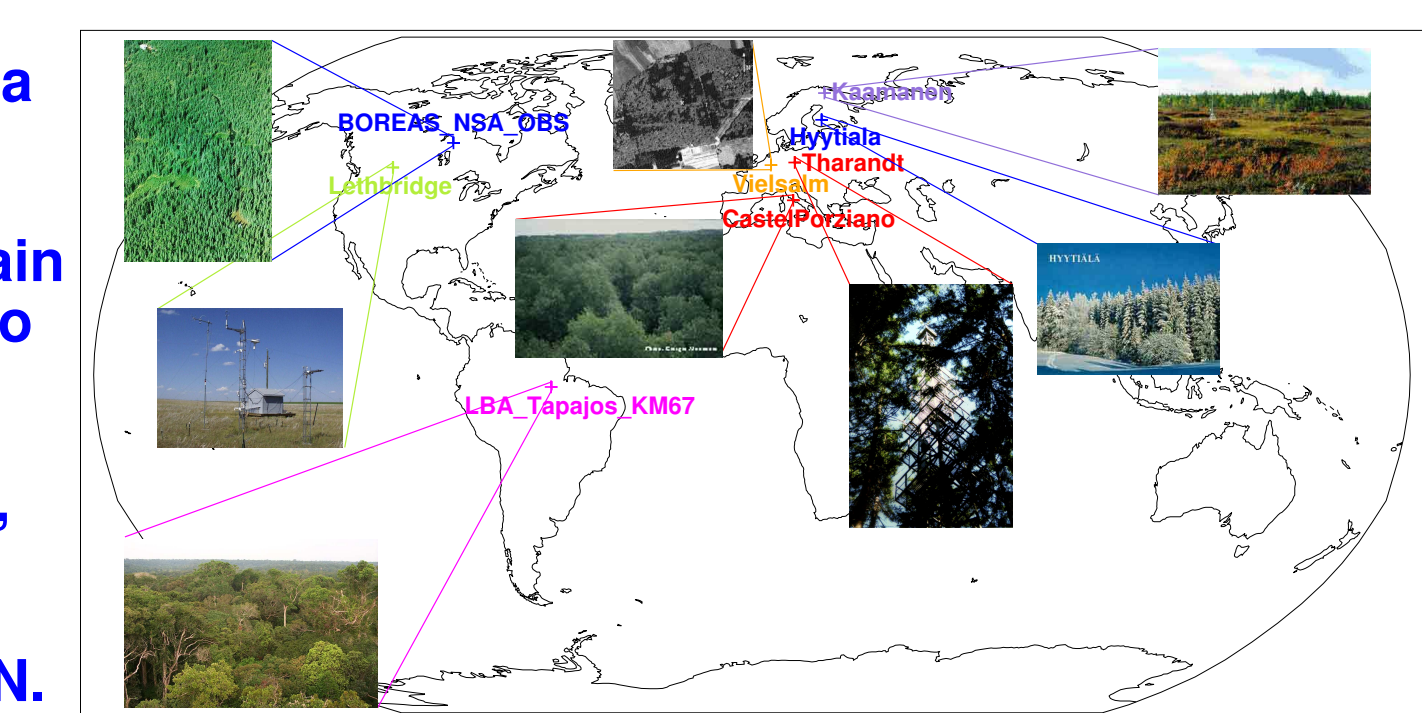 a
ain
o
,
N.
BOREAS_NSA_OBS
Lethbridge
Kaamanen
Hyytiala
Tharandt
Vielsalm
CastelPorziano
HYYTIÄLÄ
LBA_Tapajos_KM67